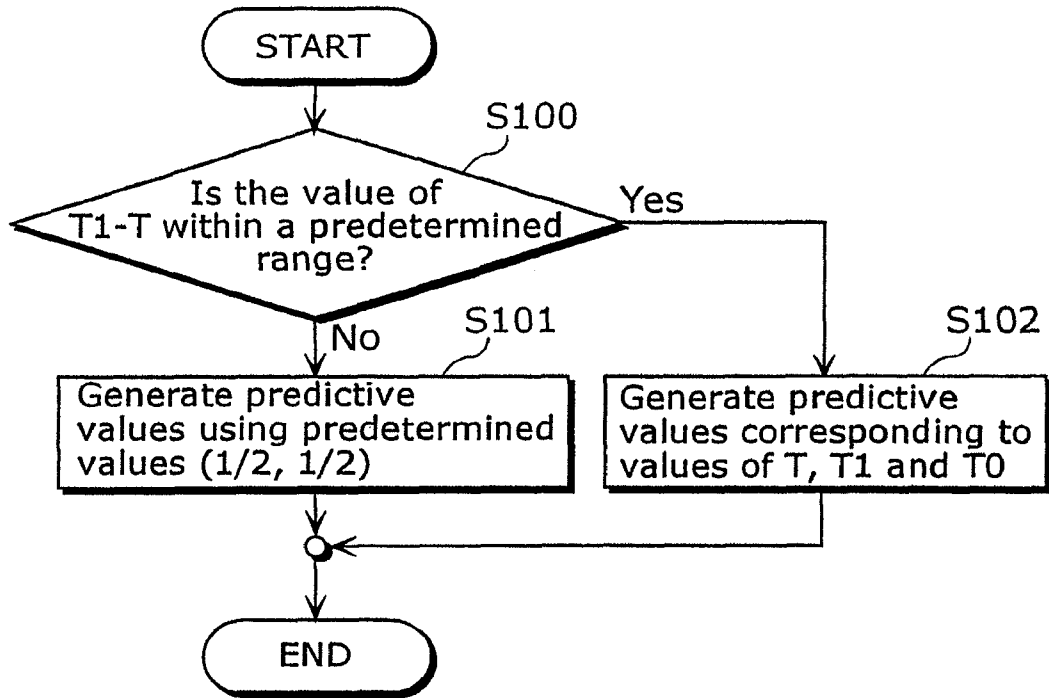 START
S100
Is the value of
T1-T within a predetermined
range?
Yes
No
S101
Generate predictive
values using predetermined
values (1/2, 1/2)
S102
Generate predictive
values corresponding to
values of T, T1 and T0
END